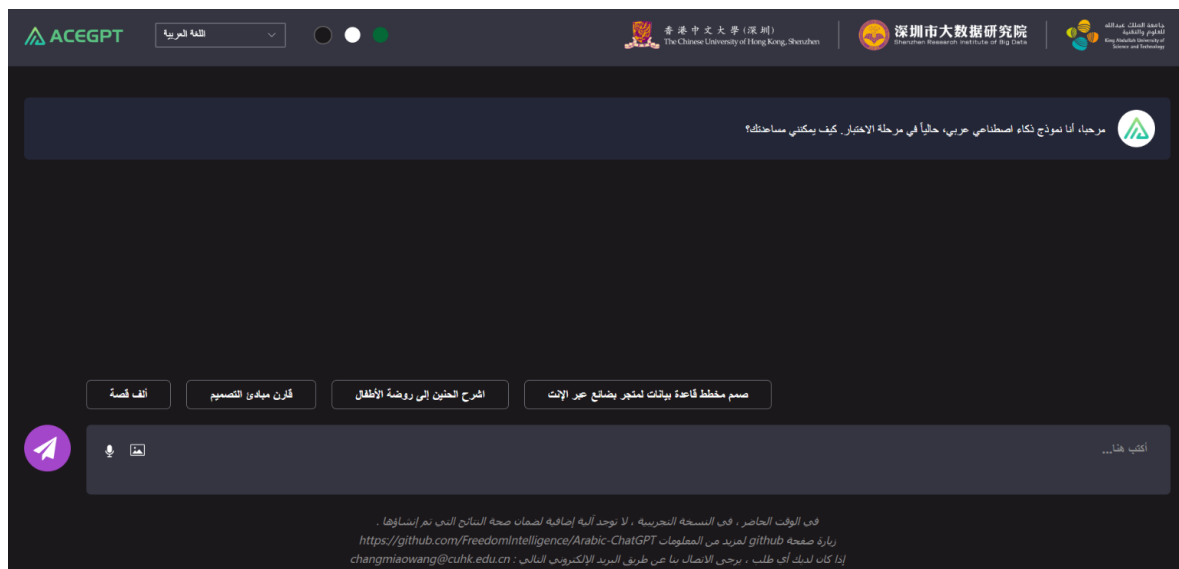 ACEGPT
اللغة العربية
香港中文大學(深圳)
The Chinese University of Hong Kong, Shenzhen
深圳市大数据研究院
Shenzhen Research Institute of Big Data
جامعة الملك عبدالله
للعلوم والتقنية
King Abdullah University of
Science and Technology
مرحبا، أنا نموذج ذكاء اصطناعي عربي، حالياً في مرحلة الاختبار. كيف يمكنني مساعدتك؟
صمم مخطط قاعدة بيانات لمتجر بضائع عبر الإنت
اشرح الحنين إلى روضة الأطفال
قارن مبادئ التصميم
ألف قصة
أكتب هنا...
في الوقت الحاضر ، في النسخة التجريبية ، لا توجد آلية إضافية لضمان صحة النتائج التي تم إنشاؤها .
زيارة صفحة github لمزيد من المعلومات https://github.com/FreedomIntelligence/Arabic-ChatGPT
إذا كان لديك أي طلب ، يرجى الاتصال بنا عن طريق البريد الإلكتروني التالي : changmiaowang@cuhk.edu.cn